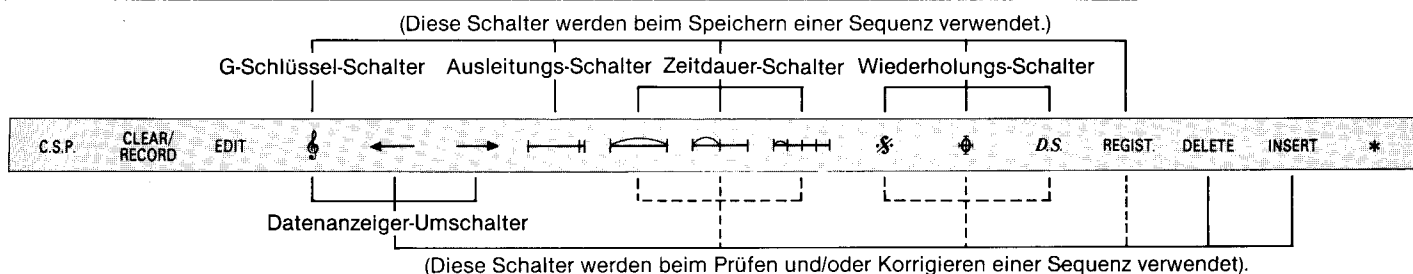 (Diese Schalter werden beim Speichern einer Sequenz verwendet.)
G-Schlüssel-Schalter Ausleitungs-Schalter Zeitdauer-Schalter Wiederholungs-Schalter
C.S.P. CLEAR/ RECORD EDIT D.S. REGIST. DELETE INSERT *
Datenanzeiger-Umschalter
(Diese Schalter werden beim Prüfen und/oder Korrigieren einer Sequenz verwendet).